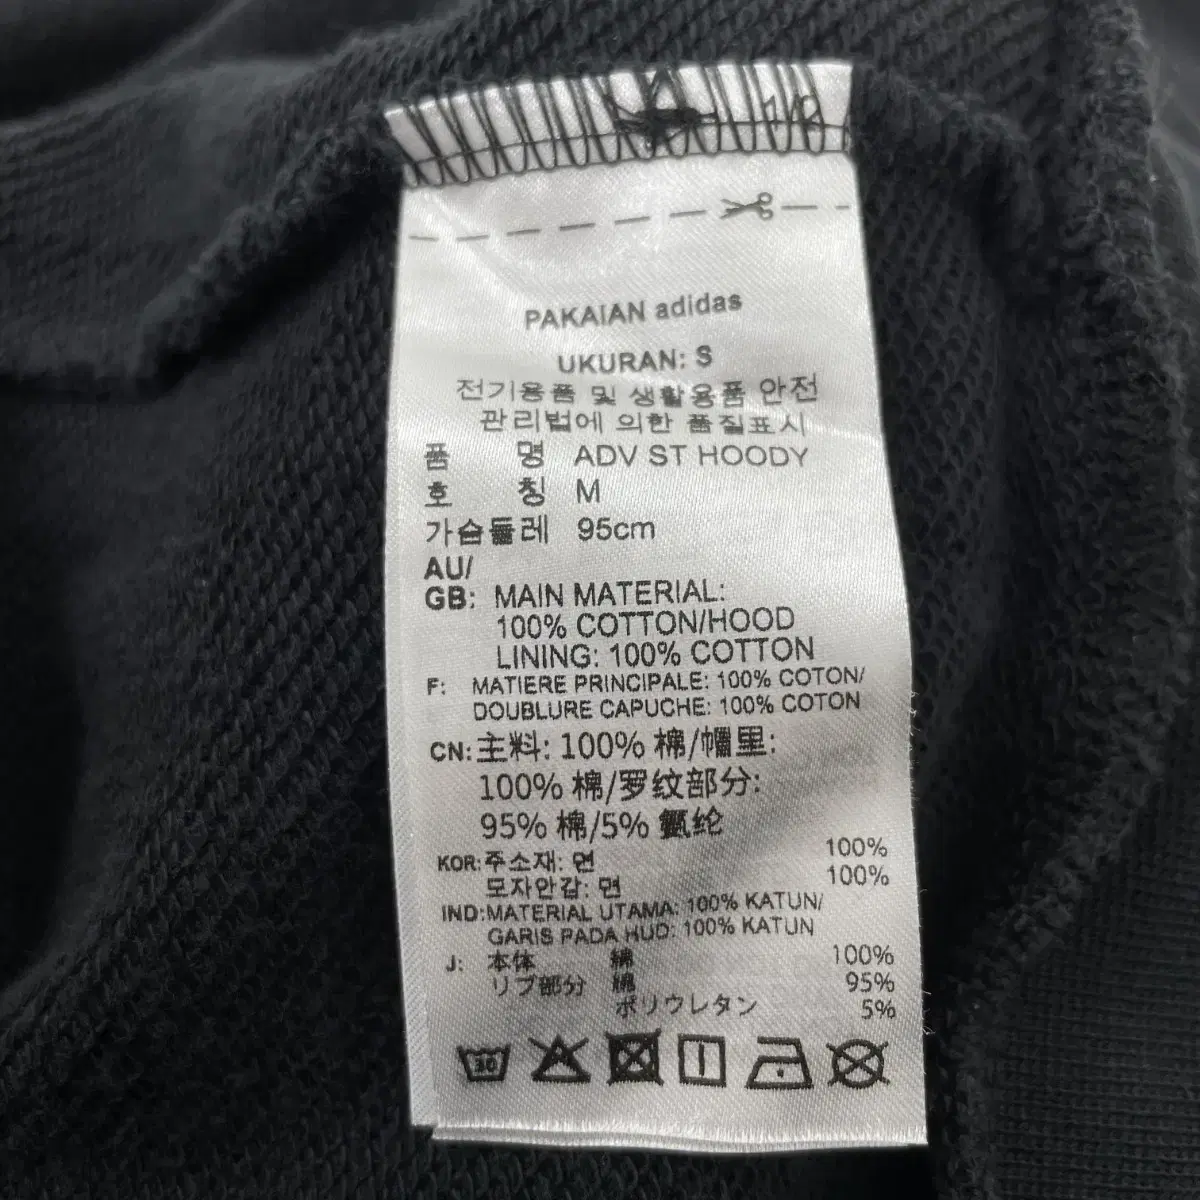 1/2
PAKAIAN adidas
UKURAN: S
전기용품 및 생활용품 안전
관리법에 의한 품질표시
품 명 ADV ST HOODY
호 칭 M
가슴둘레 95cm
AU/
GB: MAIN MATERIAL:
100% COTTON/HOOD
LINING: 100% COTTON
F: MATIERE PRINCIPALE: 100% COTON/
DOUBLURE CAPUCHE: 100% COTON
CN: 主料: 100% 棉/帽里:
100% 棉/罗纹部分:
95% 棉/5% 氨纶
KOR: 주소재: 면 100%
모자안감: 면 100%
IND: MATERIAL UTAMA: 100% KATUN/
GARIS PADA HUD: 100% KATUN
J: 本体 綿 100%
リブ部分 綿 95%
ポリウレタン 5%
30